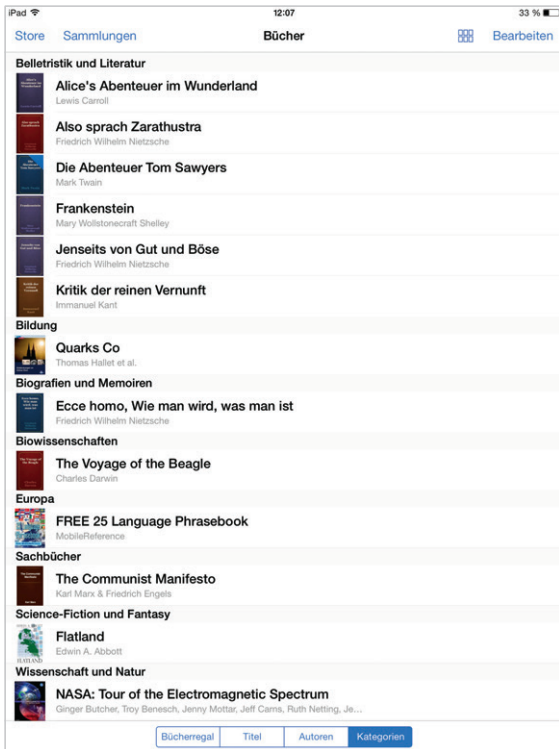 iPad 12:07 33 %
Store Sammlungen Bücher Bearbeiten
Belletristik und Literatur
Alice's Abenteuer im Wunderland
Lewis Carroll
Also sprach Zarathustra
Friedrich Wilhelm Nietzsche
Die Abenteuer Tom Sawyers
Mark Twain
Frankenstein
Mary Wollstonecraft Shelley
Jenseits von Gut und Böse
Friedrich Wilhelm Nietzsche
Kritik der reinen Vernunft
Immanuel Kant
Bildung
Quarks Co
Thomas Hallet et al.
Biografien und Memoiren
Ecce homo, Wie man wird, was man ist
Friedrich Wilhelm Nietzsche
Biowissenschaften
The Voyage of the Beagle
Charles Darwin
Europa
FREE 25 Language Phrasebook
MobileReference
Sachbücher
The Communist Manifesto
Karl Marx & Friedrich Engels
Science-Fiction und Fantasy
Flatland
Edwin A. Abbott
FLATLAND
Wissenschaft und Natur
NASA: Tour of the Electromagnetic Spectrum
Ginger Butcher, Troy Benesch, Jenny Mottar, Jeff Cams, Ruth Netting, Je...
Bücherregal Titel Autoren Kategorien